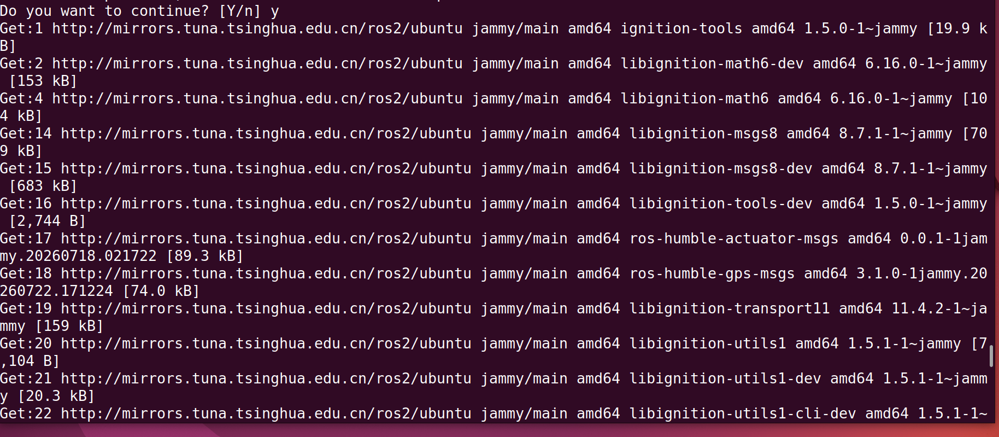 Do you want to continue? [Y/n] y
Get:1 http://mirrors.tuna.tsinghua.edu.cn/ros2/ubuntu jammy/main amd64 ignition-tools amd64 1.5.0-1~jammy [19.9 k
B]
Get:2 http://mirrors.tuna.tsinghua.edu.cn/ros2/ubuntu jammy/main amd64 libignition-math6-dev amd64 6.16.0-1~jammy
 [153 kB]
Get:4 http://mirrors.tuna.tsinghua.edu.cn/ros2/ubuntu jammy/main amd64 libignition-math6 amd64 6.16.0-1~jammy [10
4 kB]
Get:14 http://mirrors.tuna.tsinghua.edu.cn/ros2/ubuntu jammy/main amd64 libignition-msgs8 amd64 8.7.1-1~jammy [70
9 kB]
Get:15 http://mirrors.tuna.tsinghua.edu.cn/ros2/ubuntu jammy/main amd64 libignition-msgs8-dev amd64 8.7.1-1~jammy
 [683 kB]
Get:16 http://mirrors.tuna.tsinghua.edu.cn/ros2/ubuntu jammy/main amd64 libignition-tools-dev amd64 1.5.0-1~jammy
 [2,744 B]
Get:17 http://mirrors.tuna.tsinghua.edu.cn/ros2/ubuntu jammy/main amd64 ros-humble-actuator-msgs amd64 0.0.1-1jam
my.20260718.021722 [89.3 kB]
Get:18 http://mirrors.tuna.tsinghua.edu.cn/ros2/ubuntu jammy/main amd64 ros-humble-gps-msgs amd64 3.1.0-1jammy.20
260722.171224 [74.0 kB]
Get:19 http://mirrors.tuna.tsinghua.edu.cn/ros2/ubuntu jammy/main amd64 libignition-transport11 amd64 11.4.2-1~ja
mmy [159 kB]
Get:20 http://mirrors.tuna.tsinghua.edu.cn/ros2/ubuntu jammy/main amd64 libignition-utils1 amd64 1.5.1-1~jammy [7
,104 B]
Get:21 http://mirrors.tuna.tsinghua.edu.cn/ros2/ubuntu jammy/main amd64 libignition-utils1-dev amd64 1.5.1-1~jamm
y [20.3 kB]
Get:22 http://mirrors.tuna.tsinghua.edu.cn/ros2/ubuntu jammy/main amd64 libignition-utils1-cli-dev amd64 1.5.1-1~